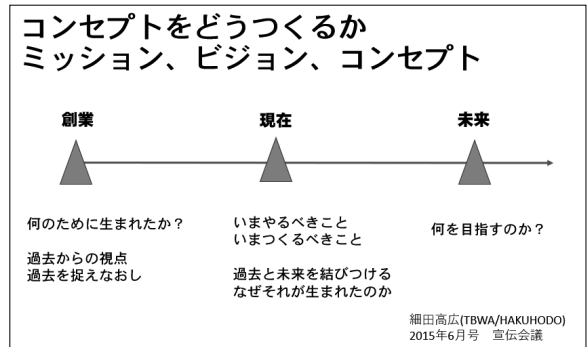 コンセプトをどうつくるか
ミッション、ビジョン、コンセプト
創業
現在
未来
何のために生まれたか？
過去からの視点
過去を捉えなおし
いまやるべきこと
いまつくるべきこと
過去と未来を結びつける
なぜそれが生まれたのか
何を目指すのか？
細田高広(TBWA/HAKUHODO)
2015年6月号　宣伝会議